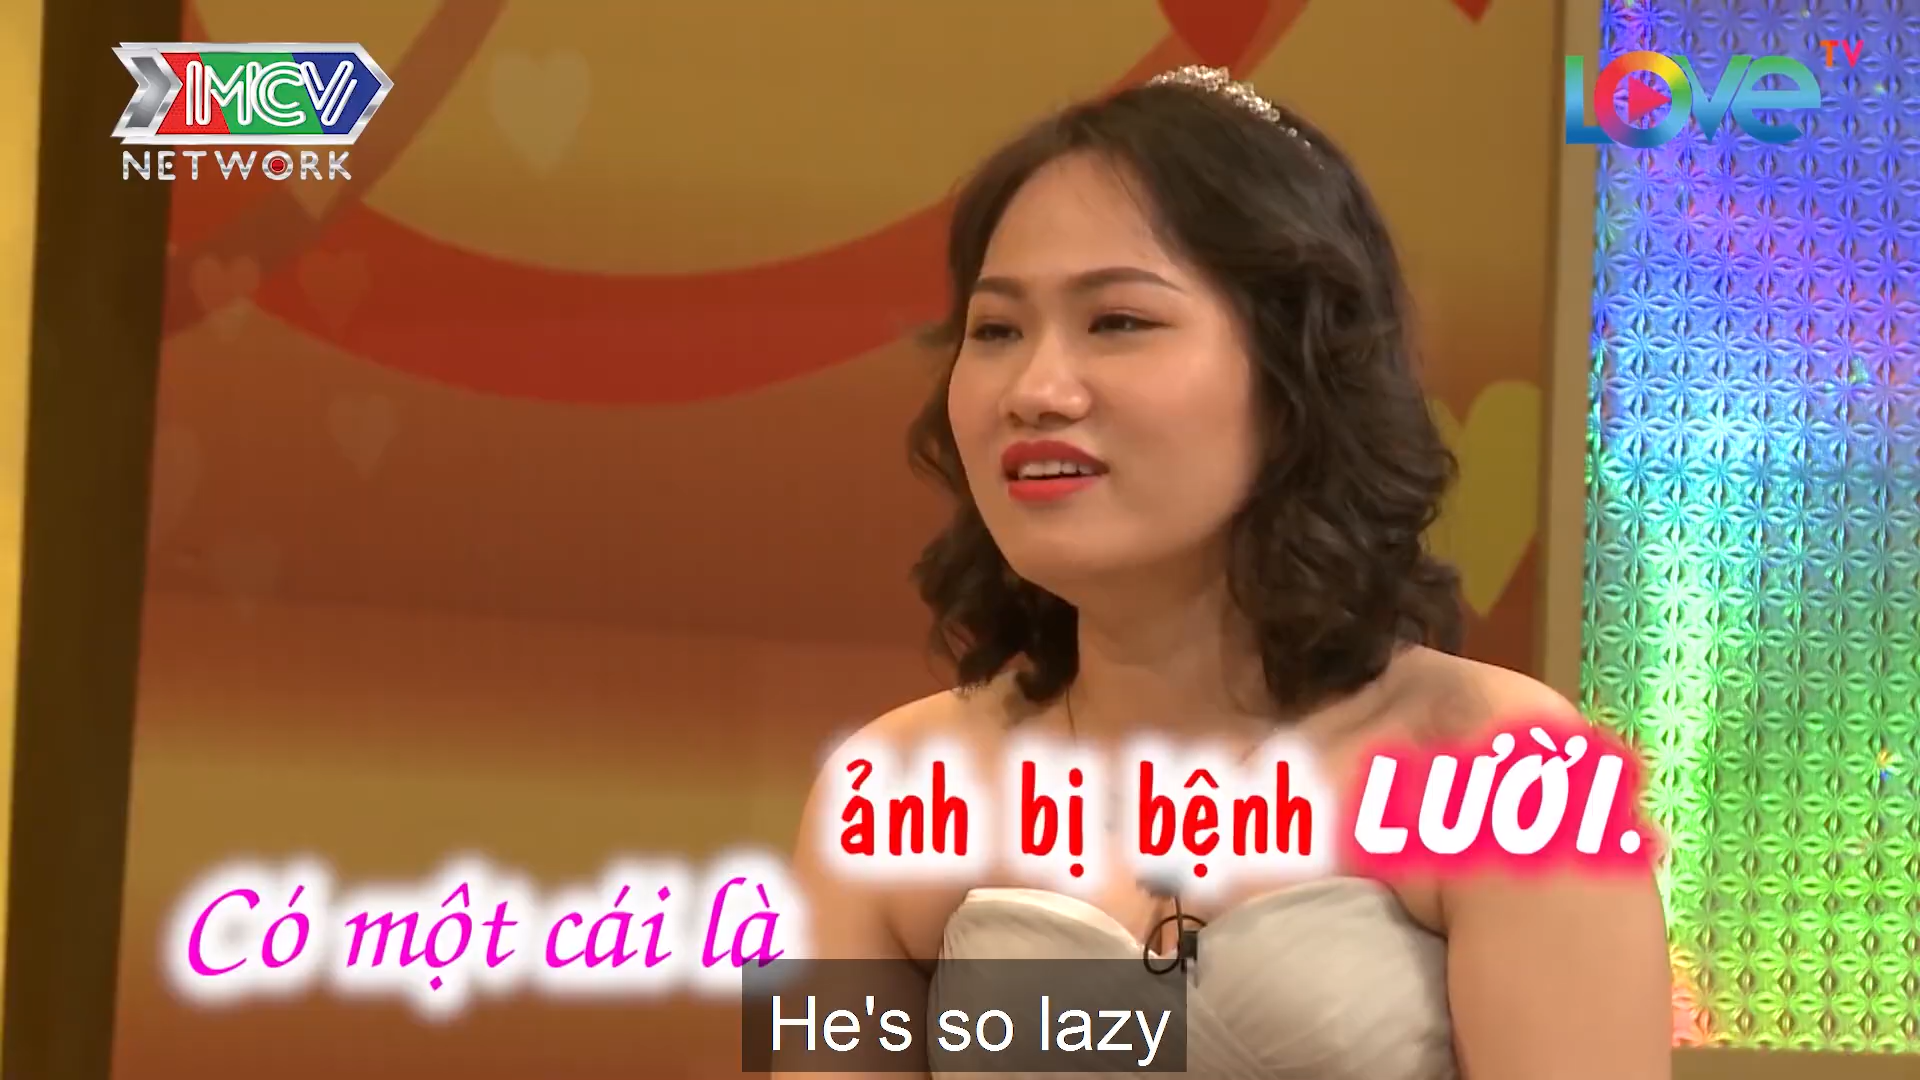 MCV
NETWORK
LOVE TV
Có một cái là
ảnh bị bệnh LƯỜI.
He's so lazy